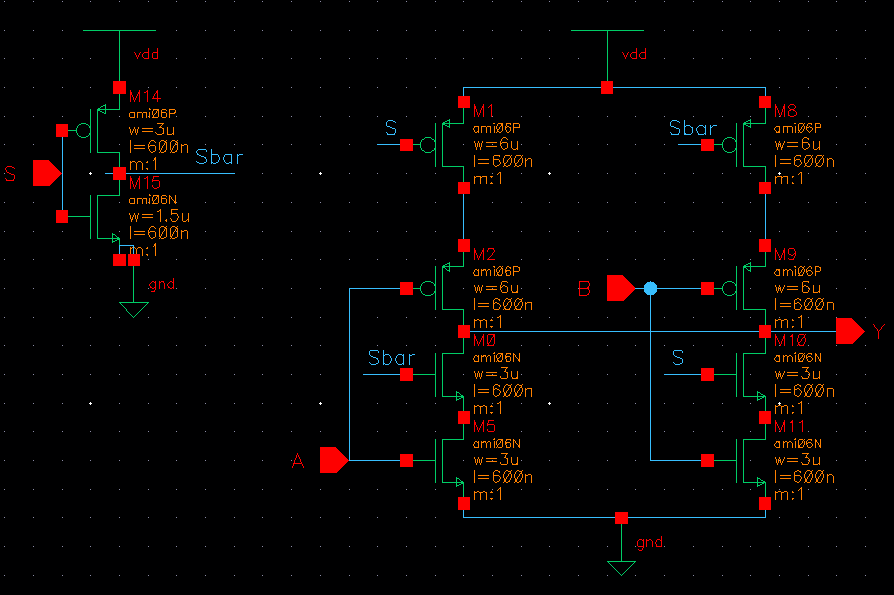 vdd
M14
ami06P
w=3u
l=600n
m:1
S
Sbar
M15
ami06N
w=1.5u
l=600n
m:1
gnd
vdd
M1
ami06P
w=6u
l=600n
m:1
S
M8
ami06P
w=6u
l=600n
m:1
Sbar
M2
ami06P
w=6u
l=600n
m:1
B
M9
ami06P
w=6u
l=600n
m:1
Y
M0
ami06N
w=3u
l=600n
m:1
Sbar
M10
ami06N
w=3u
l=600n
m:1
S
A
M5
ami06N
w=3u
l=600n
m:1
M11
ami06N
w=3u
l=600n
m:1
gnd